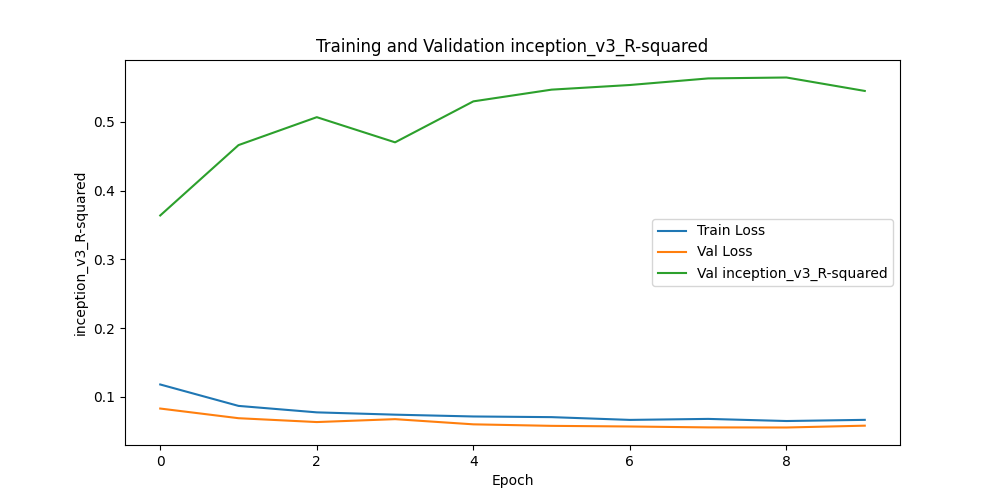 Training and Validation inception_v3_R-squared
inception_v3_R-squared
0.5
0.4
0.3
0.2
0.1
Train Loss
Val Loss
Val inception_v3_R-squared
0
2
4
6
8
Epoch